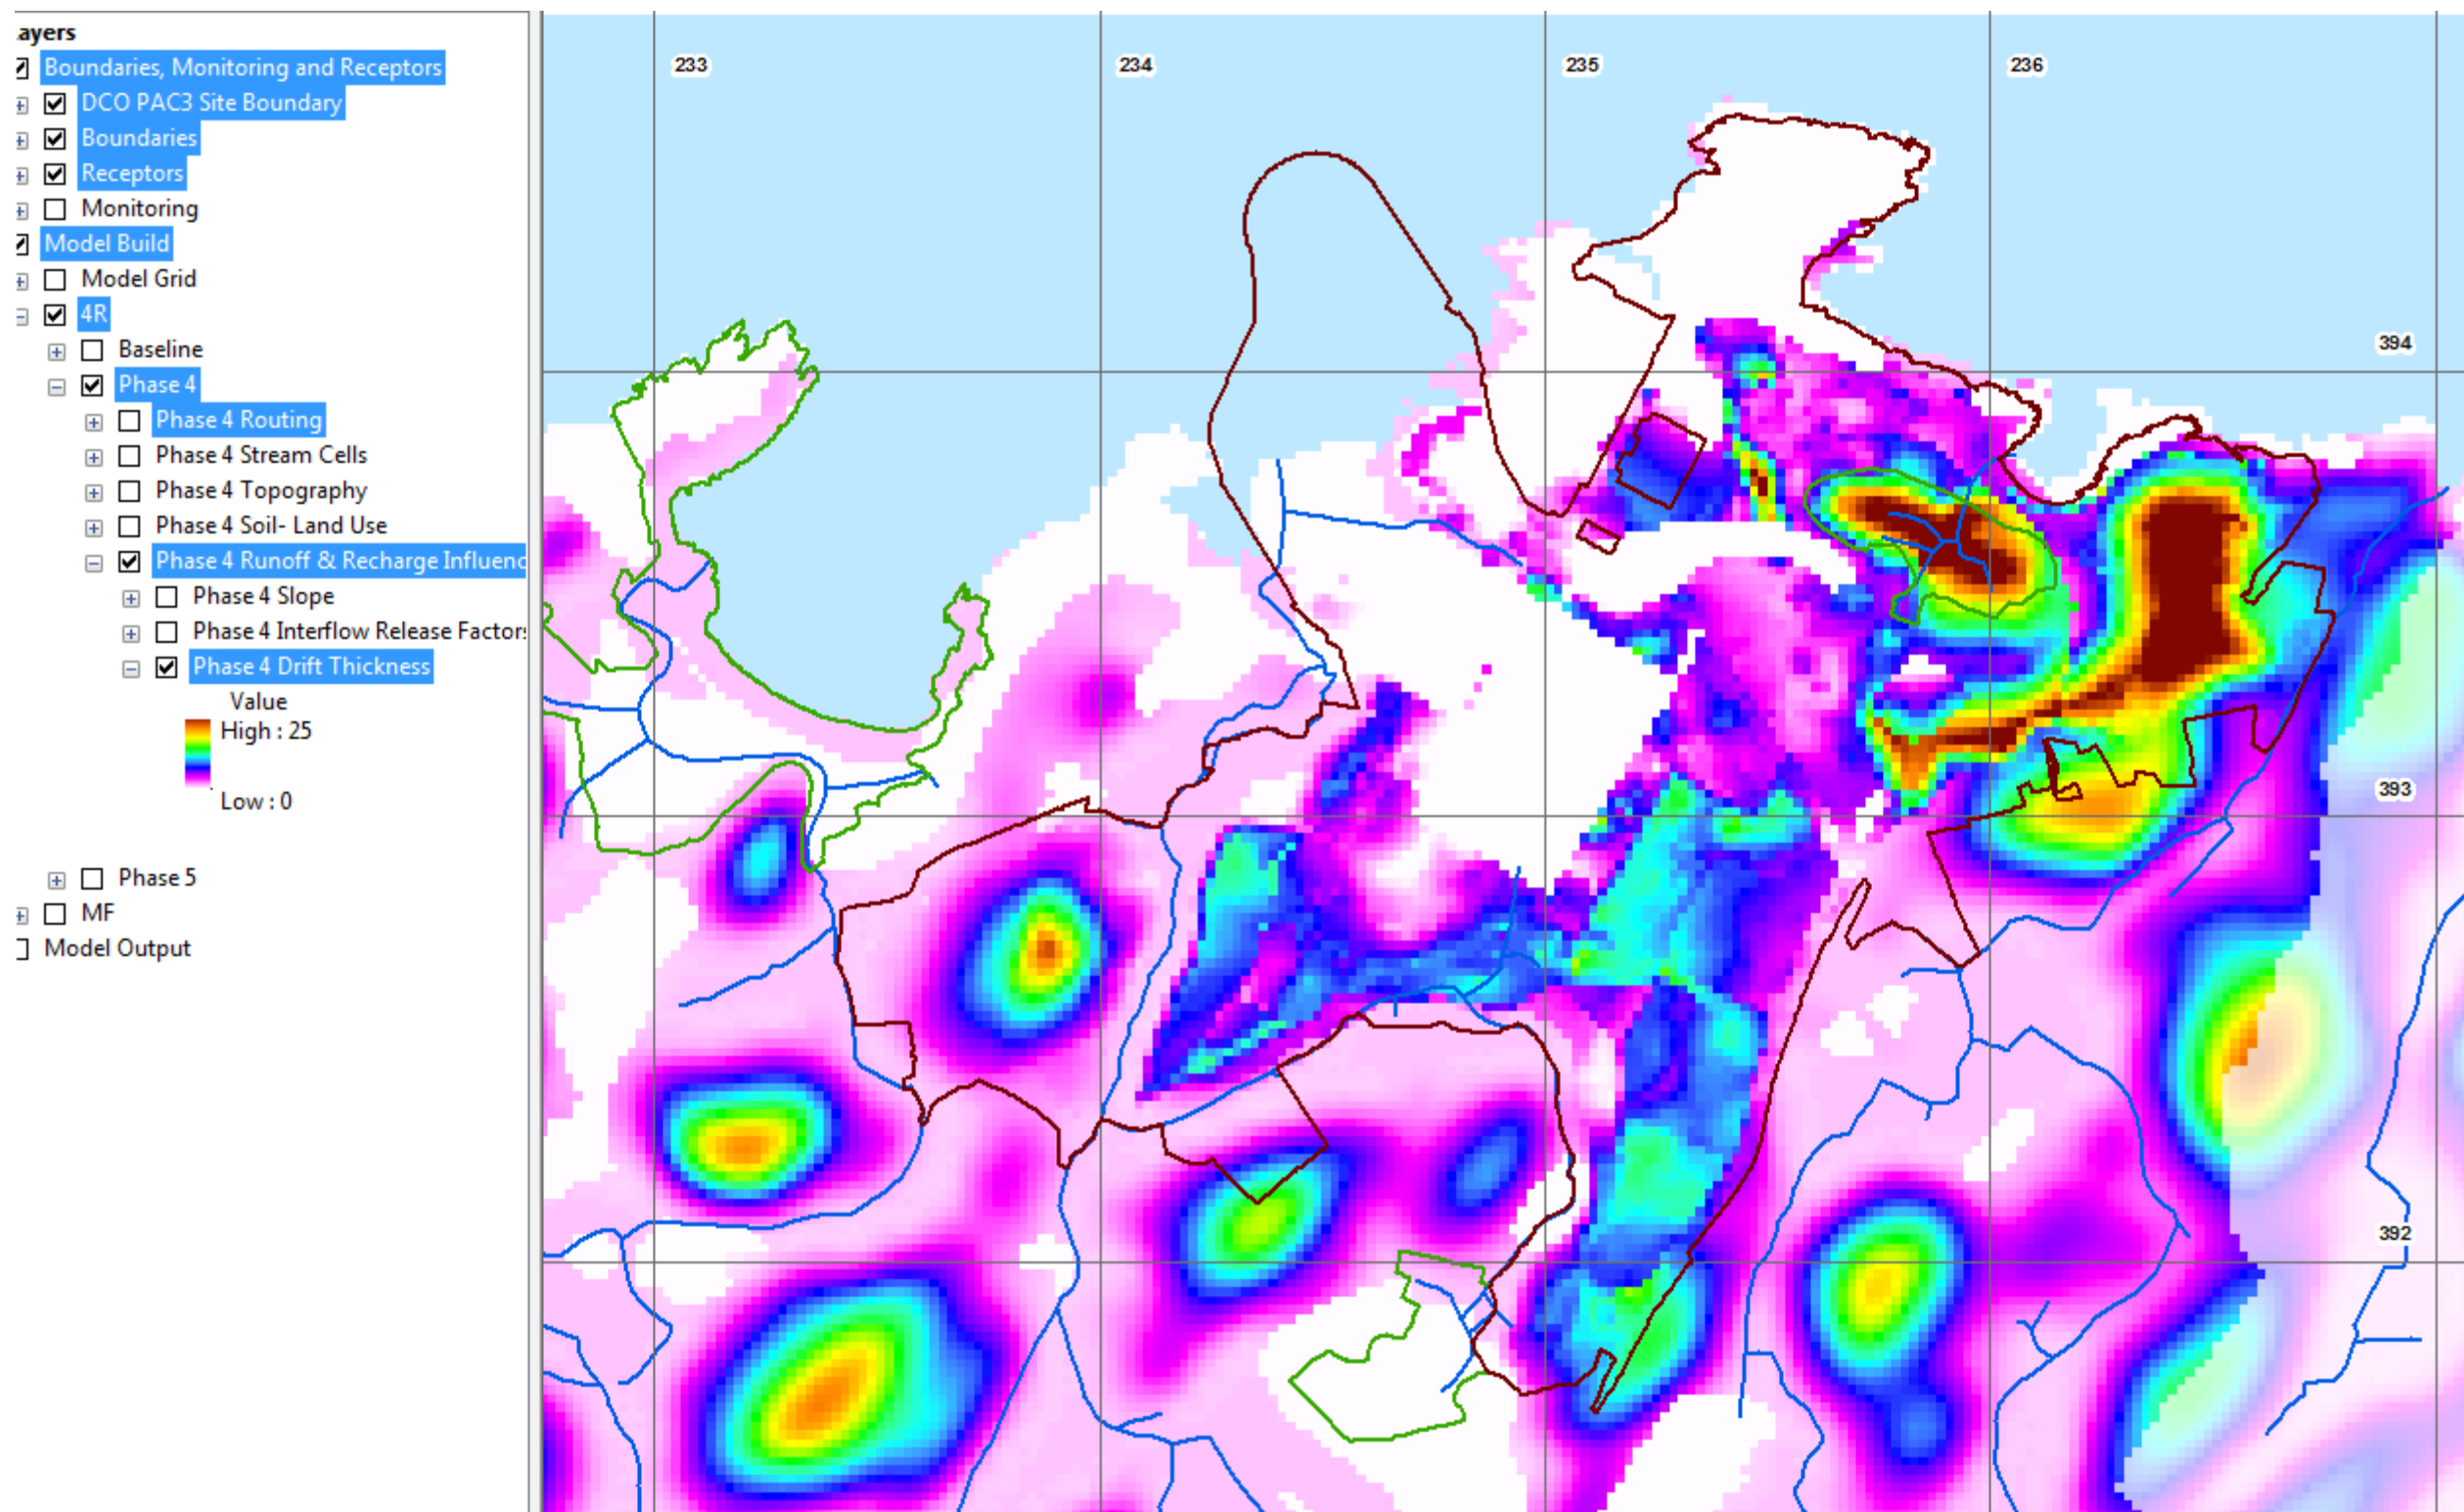 ayers
Boundaries, Monitoring and Receptors
DCO PAC3 Site Boundary
Boundaries
Receptors
Monitoring
Model Build
Model Grid
4R
Baseline
Phase 4
Phase 4 Routing
Phase 4 Stream Cells
Phase 4 Topography
Phase 4 Soil- Land Use
Phase 4 Runoff & Recharge Influenc
Phase 4 Slope
Phase 4 Interflow Release Factors
Phase 4 Drift Thickness
Value
High : 25
Low : 0
Phase 5
MF
Model Output
233
234
235
236
394
393
392